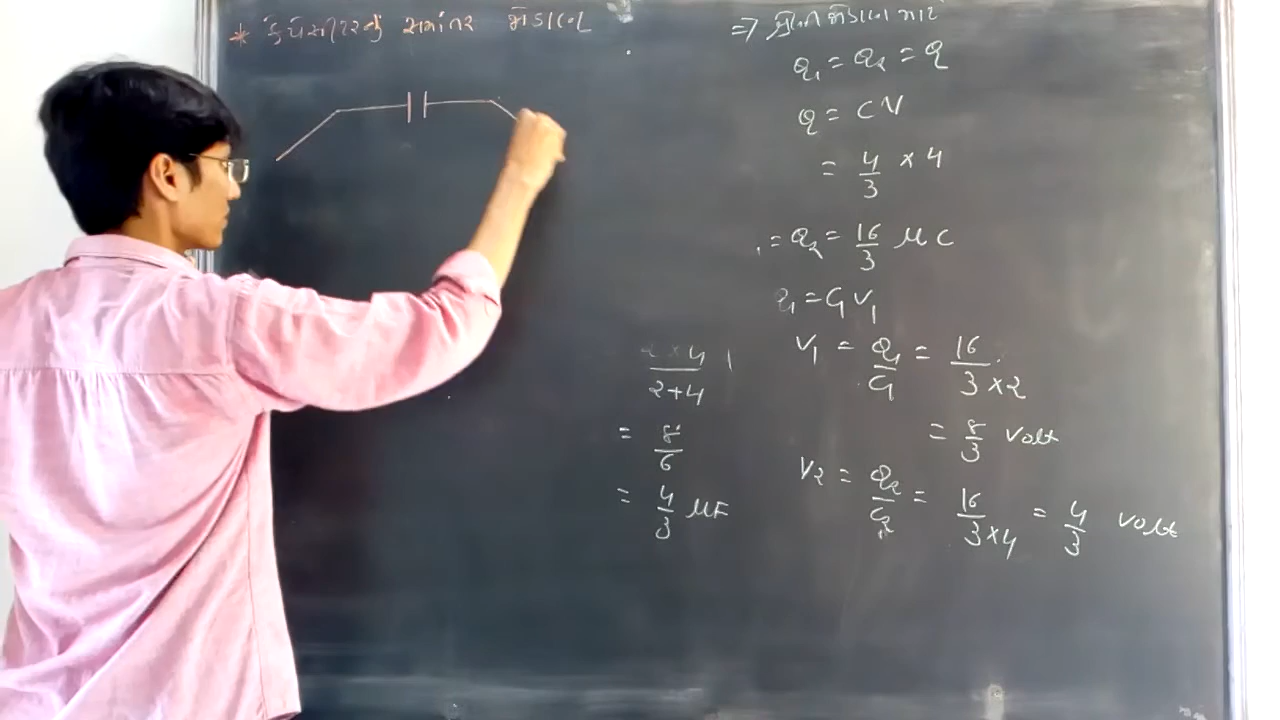 * કેપેસીટરનું સમાંતર જોડાણ
2 × 4
2+4
= 8
6
= 4
3 μF
⇒ શ્રેણી જોડાણ માટે
Q₁ = Q₂ = Q
Q = CV
= 4/3 × 4
= Q₂ = 16/3 μC
Q₁ = C₁V₁
V₁ = Q₁/C₁ = 16/3×2
= 8/3 Volt
V₂ = Q₂/C₂ = 16/3×4 = 4/3 Volt